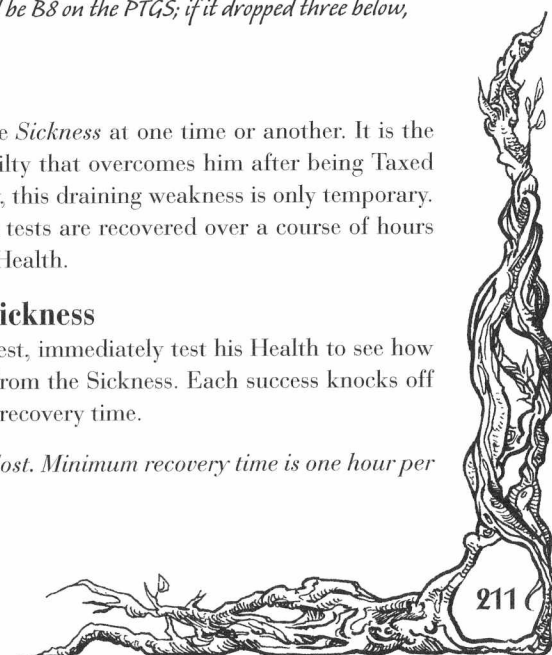 l be B8 on the PTGS; if it dropped three below,
e Sickness at one time or another. It is the
ilty that overcomes him after being Taxed
, this draining weakness is only temporary.
tests are recovered over a course of hours
Health.
ickness
est, immediately test his Health to see how
from the Sickness. Each success knocks off
recovery time.
lost. Minimum recovery time is one hour per
211